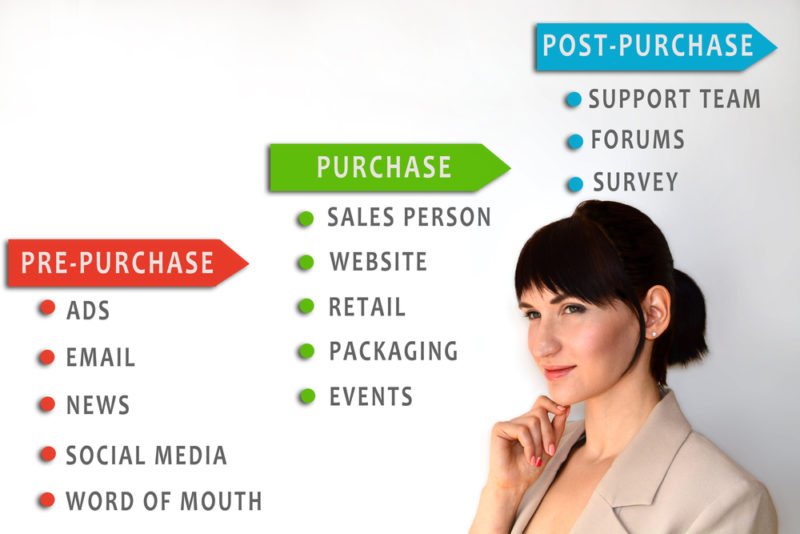 PRE-PURCHASE
ADS
EMAIL
NEWS
SOCIAL MEDIA
WORD OF MOUTH
PURCHASE
SALES PERSON
WEBSITE
RETAIL
PACKAGING
EVENTS
POST-PURCHASE
SUPPORT TEAM
FORUMS
SURVEY